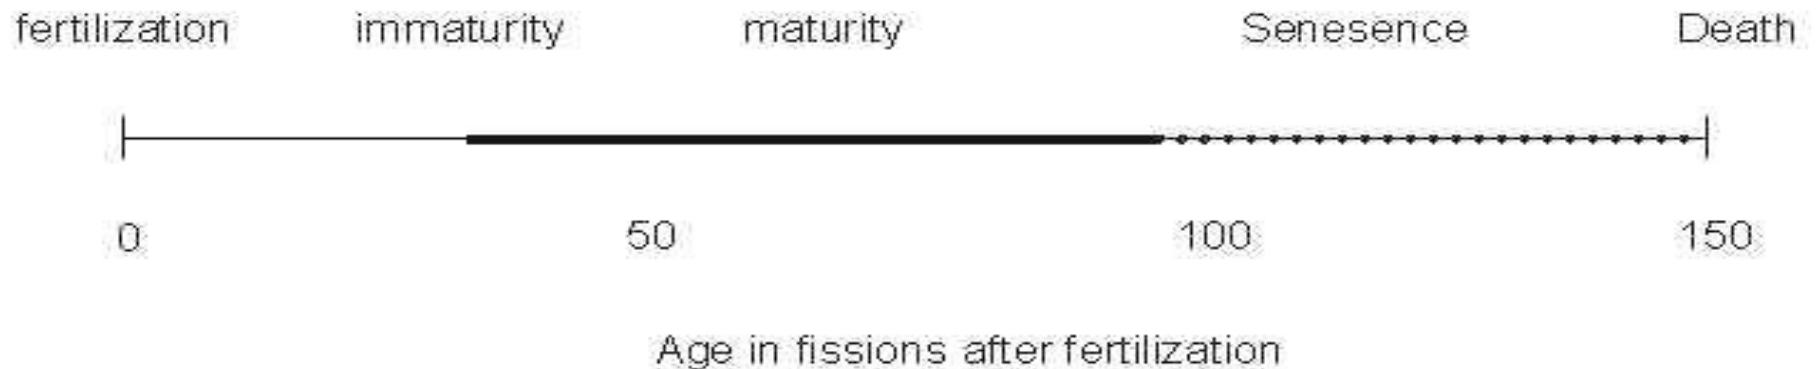 fertilization immaturity maturity Senesence Death
0 50 100 150
Age in fissions after fertilization